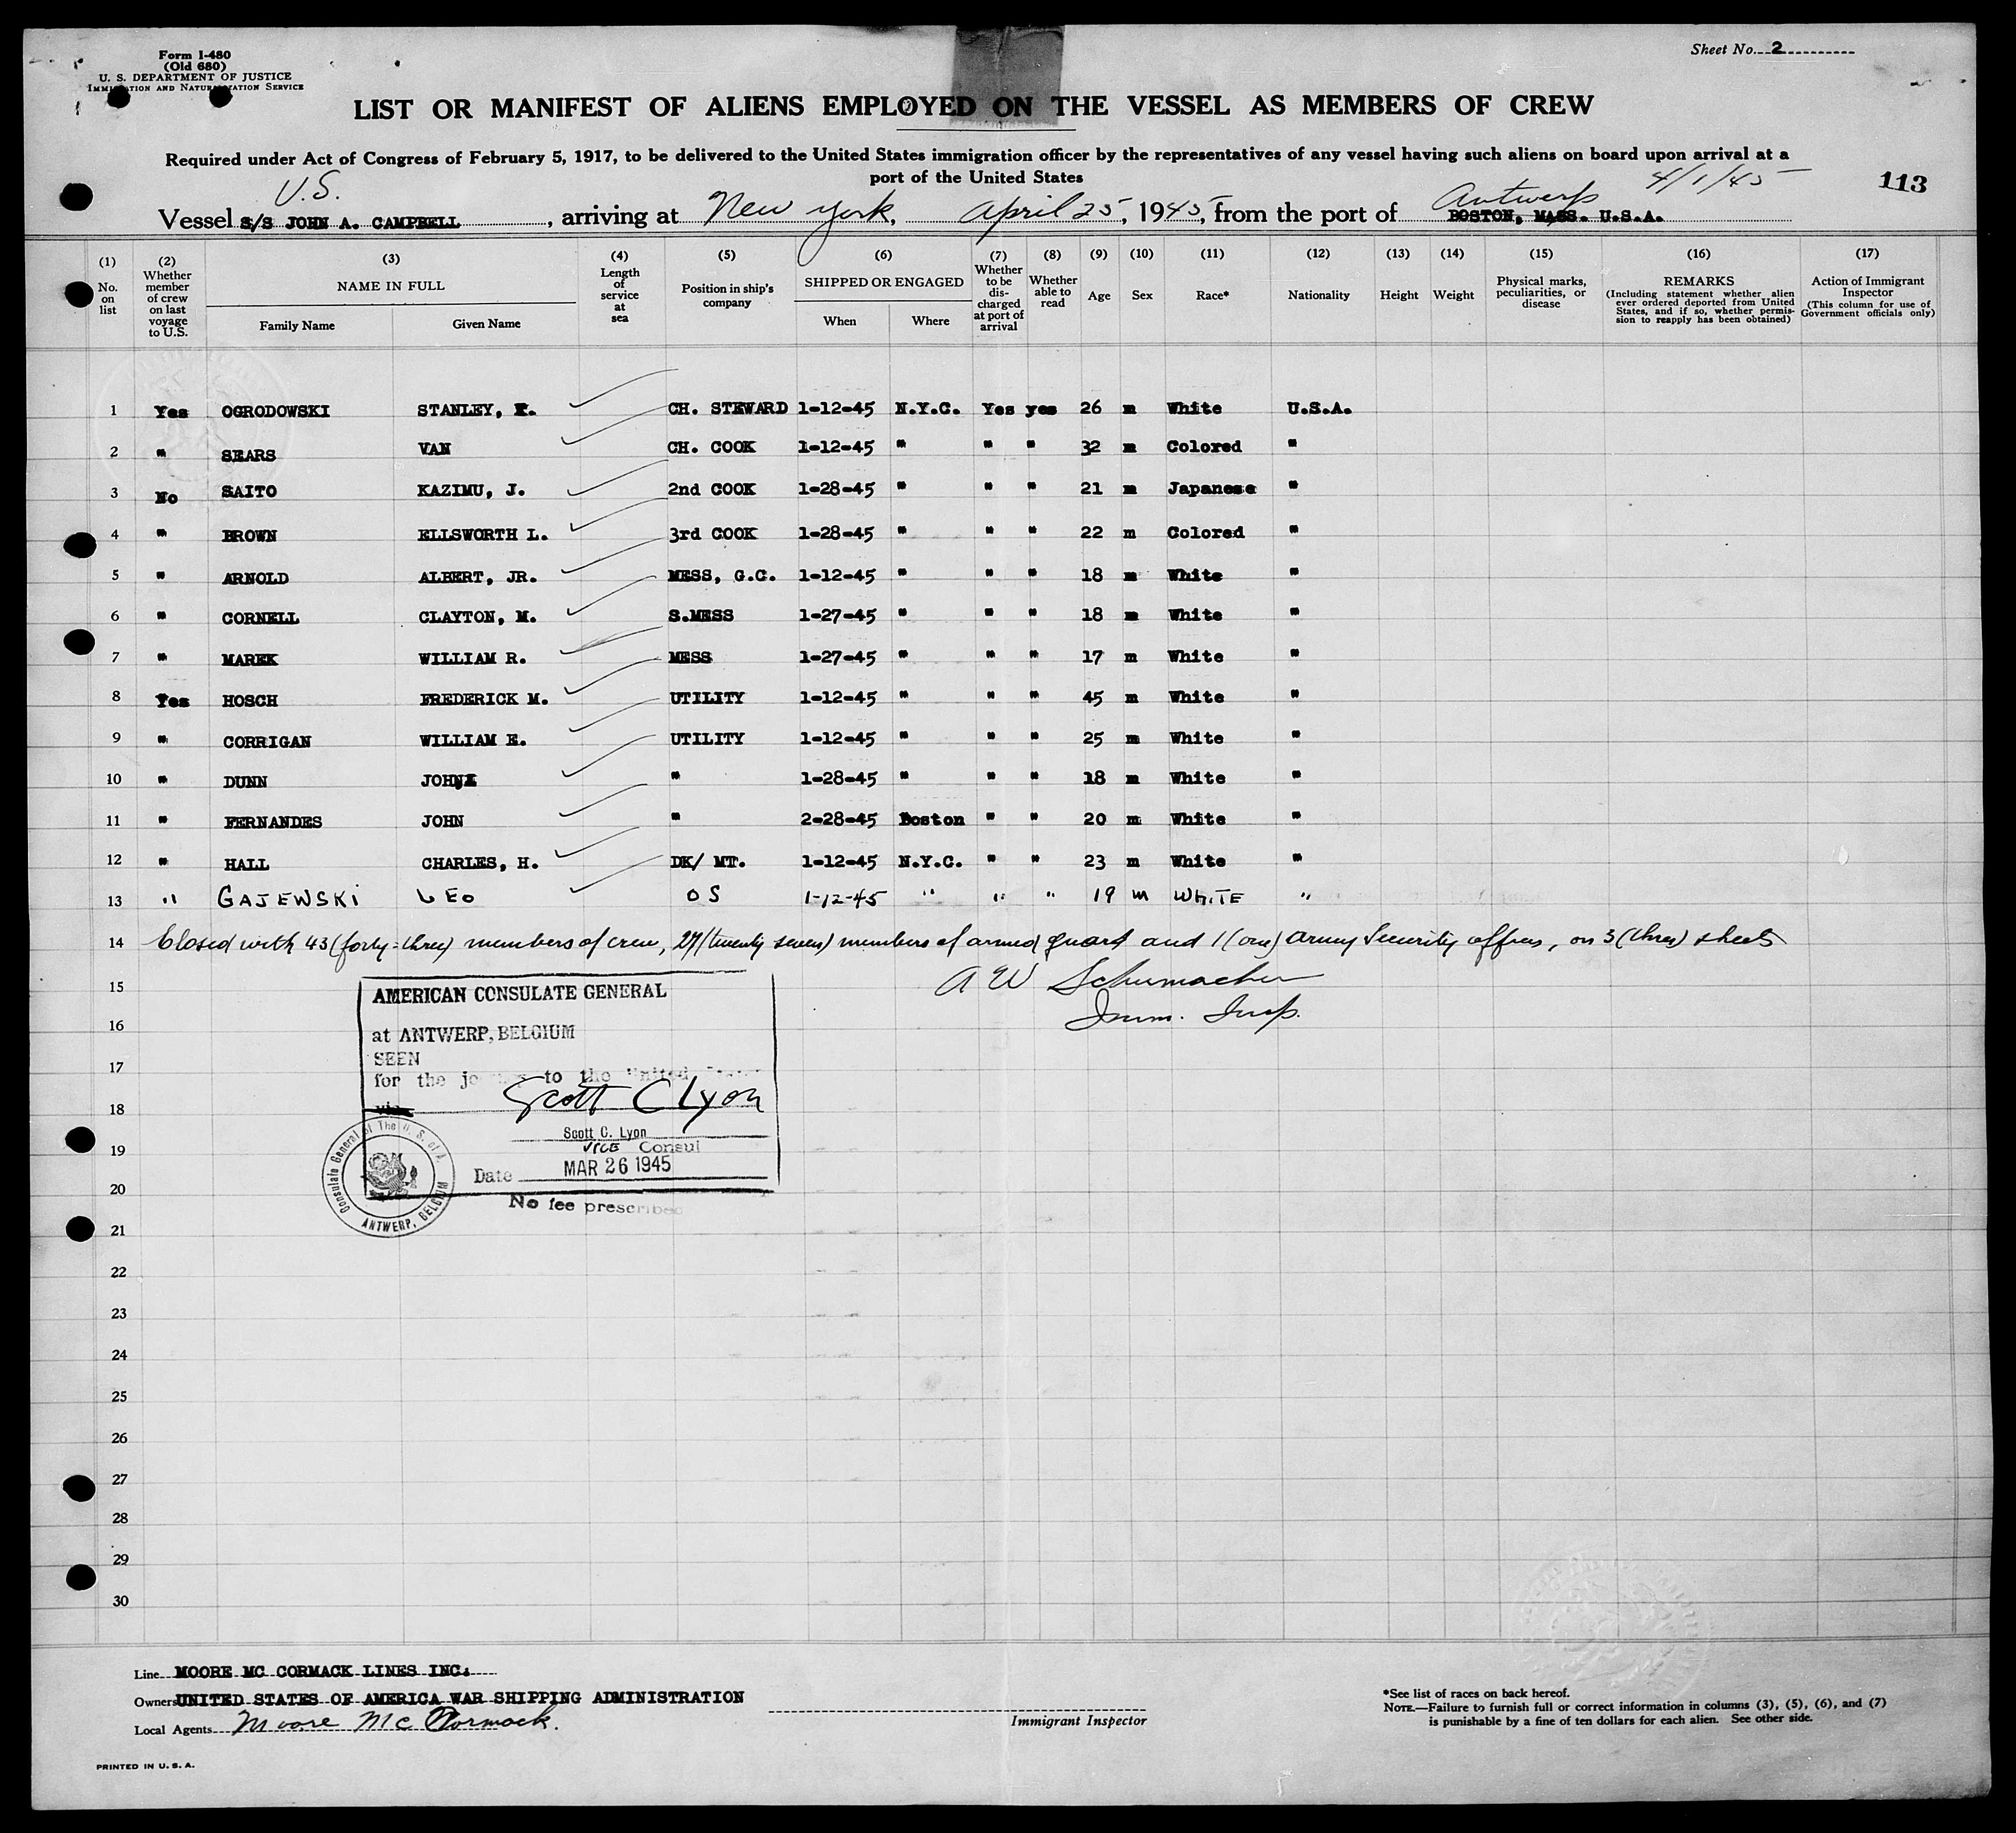 Form I-480
(Old 680)
U. S. DEPARTMENT OF JUSTICE
IMMIGRATION AND NATURALIZATION SERVICE
Sheet No. 2
LIST OR MANIFEST OF ALIENS EMPLOYED ON THE VESSEL AS MEMBERS OF CREW
Required under Act of Congress of February 5, 1917, to be delivered to the United States immigration officer by the representatives of any vessel having such aliens on board upon arrival at a
port of the United States
113
U.S. Antwerp 4/1/45
Vessel S/S JOHN A. CAMPBELL, arriving at New York, April 25, 1945, from the port of BOSTON, MASS. U.S.A.
(1) No. on list
(2) Whether member of crew on last voyage to U.S.
(3) NAME IN FULL
Family Name Given Name
(4) Length of service at sea
(5) Position in ship's company
(6) SHIPPED OR ENGAGED
When Where
(7) Whether to be discharged at port of arrival
(8) Whether able to read
(9) Age
(10) Sex
(11) Race*
(12) Nationality
(13) Height
(14) Weight
(15) Physical marks, peculiarities, or disease
(16) REMARKS
(Including statement whether alien ever ordered deported from United States, and if so, whether permission to reapply has been obtained)
(17) Action of Immigrant Inspector
(This column for use of Government officials only)
1 Yes OGRODOWSKI STANLEY, F. CH. STEWARD 1-12-45 N.Y.C. Yes yes 26 m White U.S.A.
2 " SEARS VAN CH. COOK 1-12-45 " " " 32 m Colored "
3 No SAITO KAZIMU, J. 2nd COOK 1-28-45 " " " 21 m Japanese "
4 " BROWN ELLSWORTH L. 3rd COOK 1-28-45 " " " 22 m Colored "
5 " ARNOLD ALBERT, JR. MESS, G.C. 1-12-45 " " " 18 m White "
6 " CORNELL CLAYTON, M. S.MESS 1-27-45 " " " 18 m White "
7 " MAREK WILLIAM R. MESS 1-27-45 " " " 17 m White "
8 Yes HOSCH FREDERICK M. UTILITY 1-12-45 " " " 45 m White "
9 " CORRIGAN WILLIAM E. UTILITY 1-12-45 " " " 25 m White "
10 " DUNN JOHN " 1-28-45 " " " 18 m White "
11 " FERNANDES JOHN " 2-28-45 Boston " " 20 m White "
12 " HALL CHARLES, H. DK/ MT. 1-12-45 N.Y.C. " " 23 m White "
13 " GAJEWSKI LEO OS 1-12-45 " " " 19 M WHITE "
14 Closed with 43 (forty-three) members of crew, 27 (twenty seven) members of armed guard and 1 (one) Army Security officer, on 3 (three) sheets
15 A W Schumacher
16 Imm. Insp.
17
18
19
20
21
22
23
24
25
26
27
28
29
30
AMERICAN CONSULATE GENERAL
at ANTWERP, BELGIUM
SEEN
for the journey to the United States
via
Scott C Lyon
Scott C. Lyon
VICE Consul
Date MAR 26 1945
No fee prescribed
Consulate General of The U. S. of A.
ANTWERP, BELGIUM
Line MOORE MC CORMACK LINES INC.
Owners UNITED STATES OF AMERICA WAR SHIPPING ADMINISTRATION
Local Agents Moore McCormack.
Immigrant Inspector
*See list of races on back hereof.
NOTE.—Failure to furnish full or correct information in columns (3), (5), (6), and (7)
is punishable by a fine of ten dollars for each alien. See other side.
PRINTED IN U. S. A.